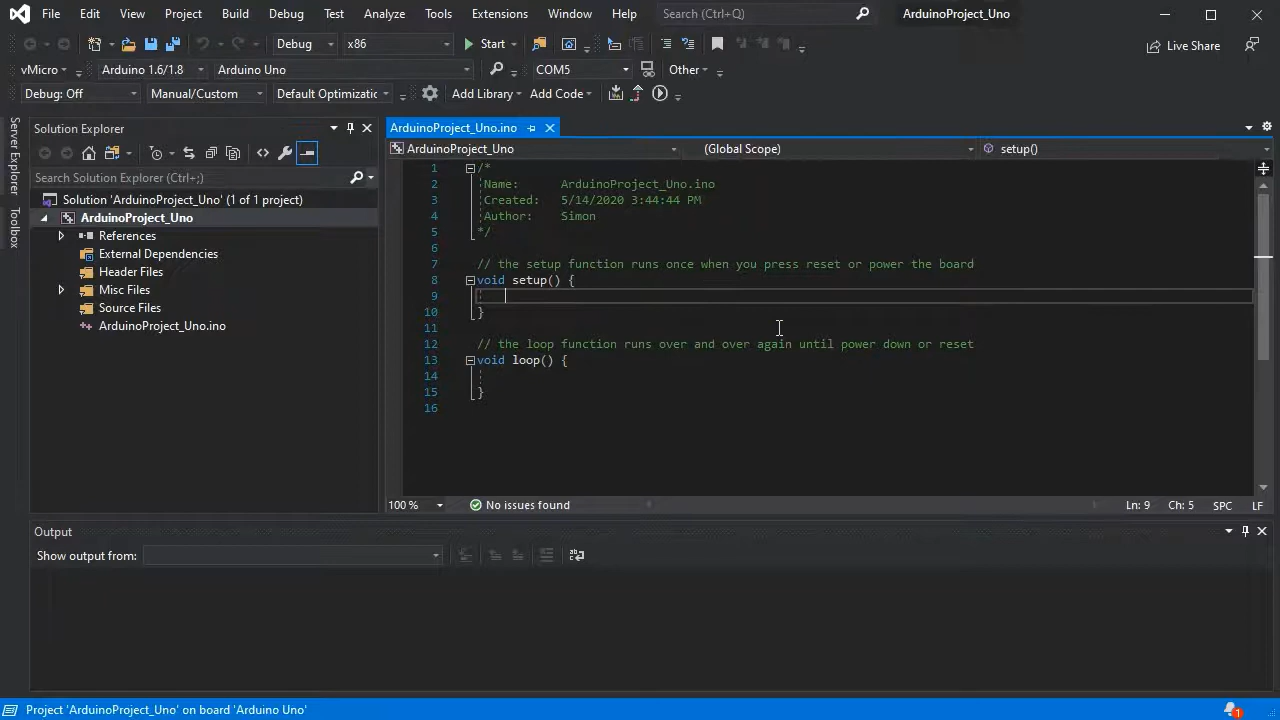 File Edit View Project Build Debug Test Analyze Tools Extensions Window Help Search (Ctrl+Q) ArduinoProject_Uno
Debug x86 Start Live Share
vMicro Arduino 1.6/1.8 Arduino Uno COM5 Other
Debug: Off Manual/Custom Default Optimizatic Add Library Add Code
Server Explorer
Toolbox
Solution Explorer
Search Solution Explorer (Ctrl+;)
Solution 'ArduinoProject_Uno' (1 of 1 project)
ArduinoProject_Uno
References
External Dependencies
Header Files
Misc Files
Source Files
ArduinoProject_Uno.ino
ArduinoProject_Uno.ino
ArduinoProject_Uno (Global Scope) setup()
1 /*
2 Name: ArduinoProject_Uno.ino
3 Created: 5/14/2020 3:44:44 PM
4 Author: Simon
5 */
6
7 // the setup function runs once when you press reset or power the board
8 void setup() {
9
10 }
11
12 // the loop function runs over and over again until power down or reset
13 void loop() {
14
15 }
16
100 % No issues found Ln: 9 Ch: 5 SPC LF
Output
Show output from:
Project 'ArduinoProject_Uno' on board 'Arduino Uno' 1